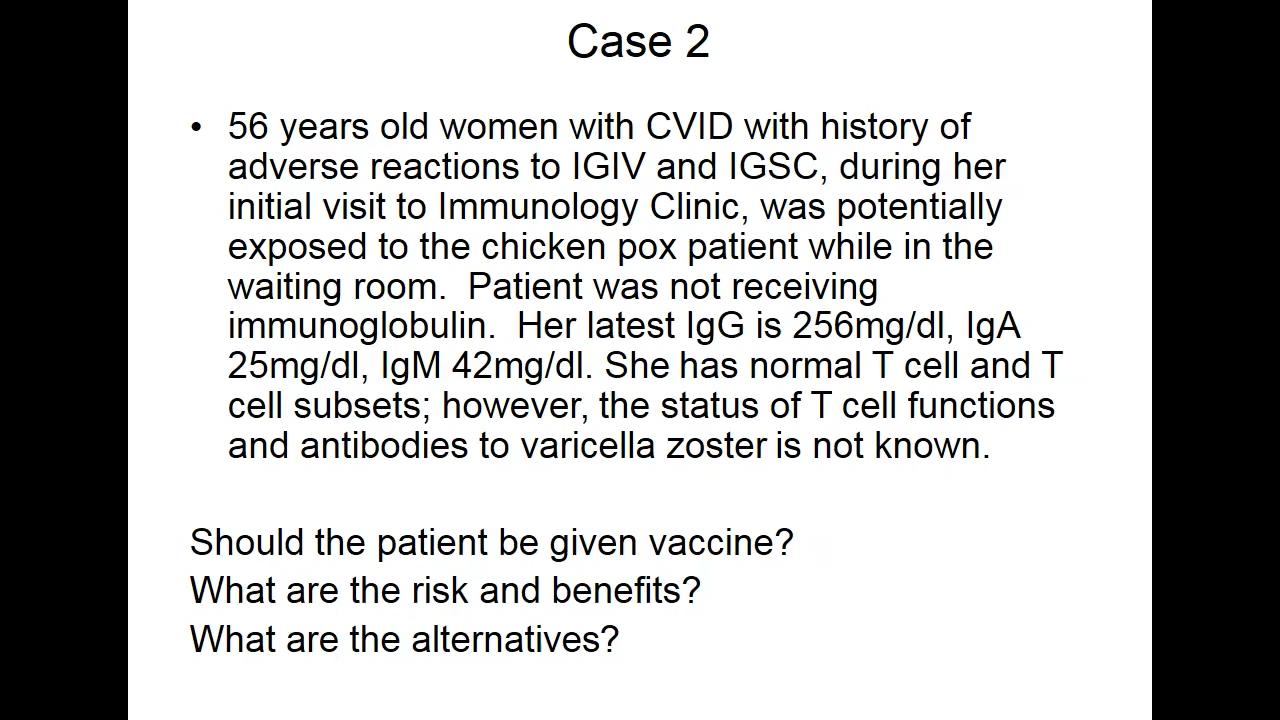 Case 2
• 56 years old women with CVID with history of
adverse reactions to IGIV and IGSC, during her
initial visit to Immunology Clinic, was potentially
exposed to the chicken pox patient while in the
waiting room.  Patient was not receiving
immunoglobulin.  Her latest IgG is 256mg/dl, IgA
25mg/dl, IgM 42mg/dl. She has normal T cell and T
cell subsets; however, the status of T cell functions
and antibodies to varicella zoster is not known.
Should the patient be given vaccine?
What are the risk and benefits?
What are the alternatives?